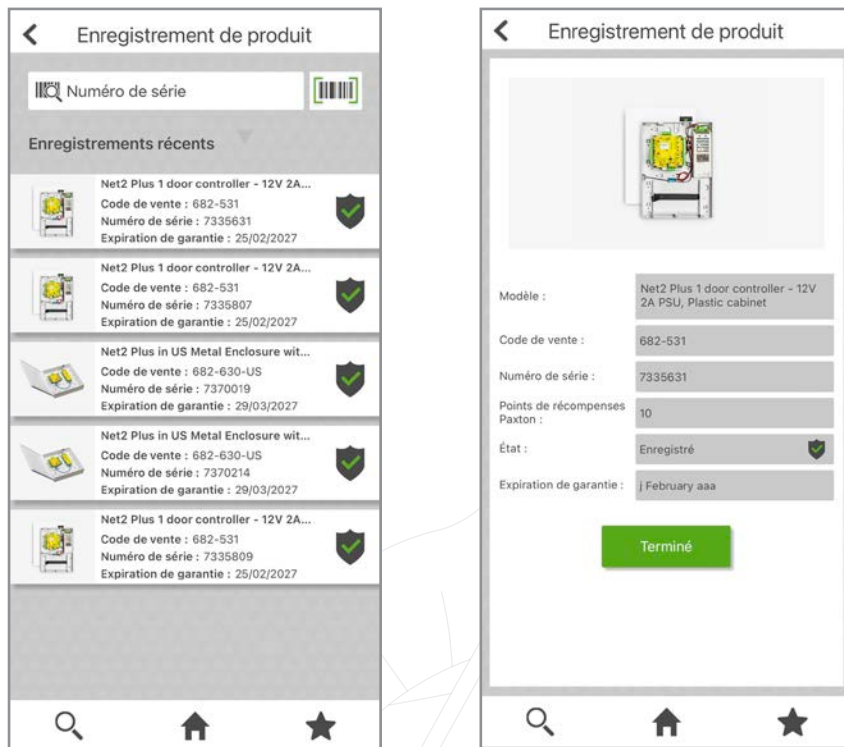 Enregistrement de produit
Numéro de série
Enregistrements récents
Net2 Plus 1 door controller - 12V 2A...
Code de vente : 682-531
Numéro de série : 7335631
Expiration de garantie : 25/02/2027
Net2 Plus 1 door controller - 12V 2A...
Code de vente : 682-531
Numéro de série : 7335807
Expiration de garantie : 25/02/2027
Net2 Plus in US Metal Enclosure wit...
Code de vente : 682-630-US
Numéro de série : 7370019
Expiration de garantie : 29/03/2027
Net2 Plus in US Metal Enclosure wit...
Code de vente : 682-630-US
Numéro de série : 7370214
Expiration de garantie : 29/03/2027
Net2 Plus 1 door controller - 12V 2A...
Code de vente : 682-531
Numéro de série : 7335809
Expiration de garantie : 25/02/2027
Enregistrement de produit
Modèle :
Net2 Plus 1 door controller - 12V
2A PSU, Plastic cabinet
Code de vente :
682-531
Numéro de série :
7335631
Points de récompenses
Paxton :
10
État :
Enregistré
Expiration de garantie :
j February aaa
Terminé